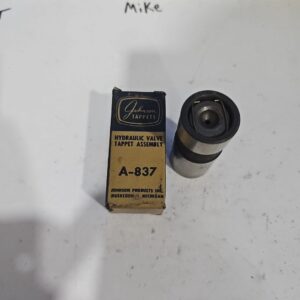 Mike
Johnson
TAPPETS
HYDRAULIC VALVE
TAPPET ASSEMBLY
A-837
JOHNSON PRODUCTS INC.
MUSKEGON MICHIGAN